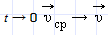 t → 0 v⃗ср → v⃗